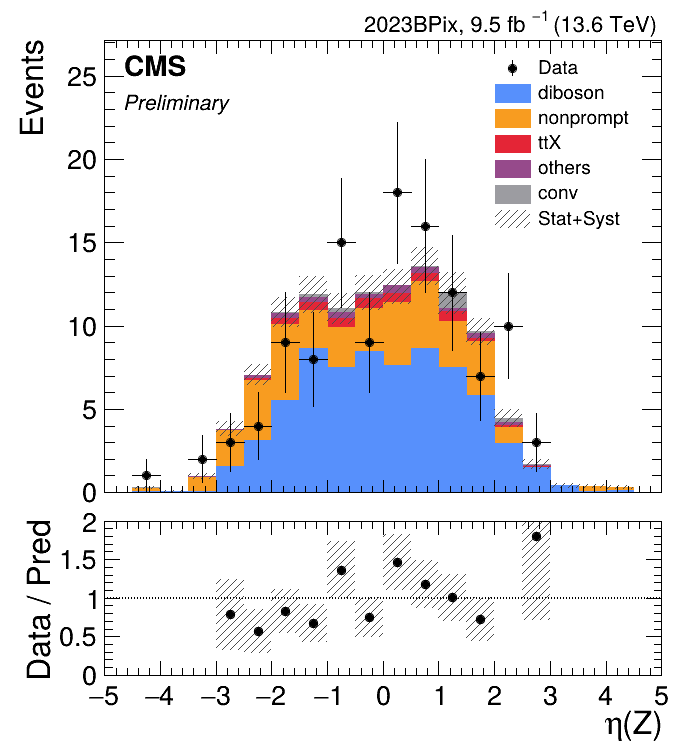 2023BPix, 9.5 fb⁻¹ (13.6 TeV)
CMS
Preliminary
Events
25
20
15
10
5
0
Data
diboson
nonprompt
ttX
others
conv
Stat+Syst
Data / Pred
2
1.5
1
0.5
0
−5 −4 −3 −2 −1 0 1 2 3 4 5
η(Z)